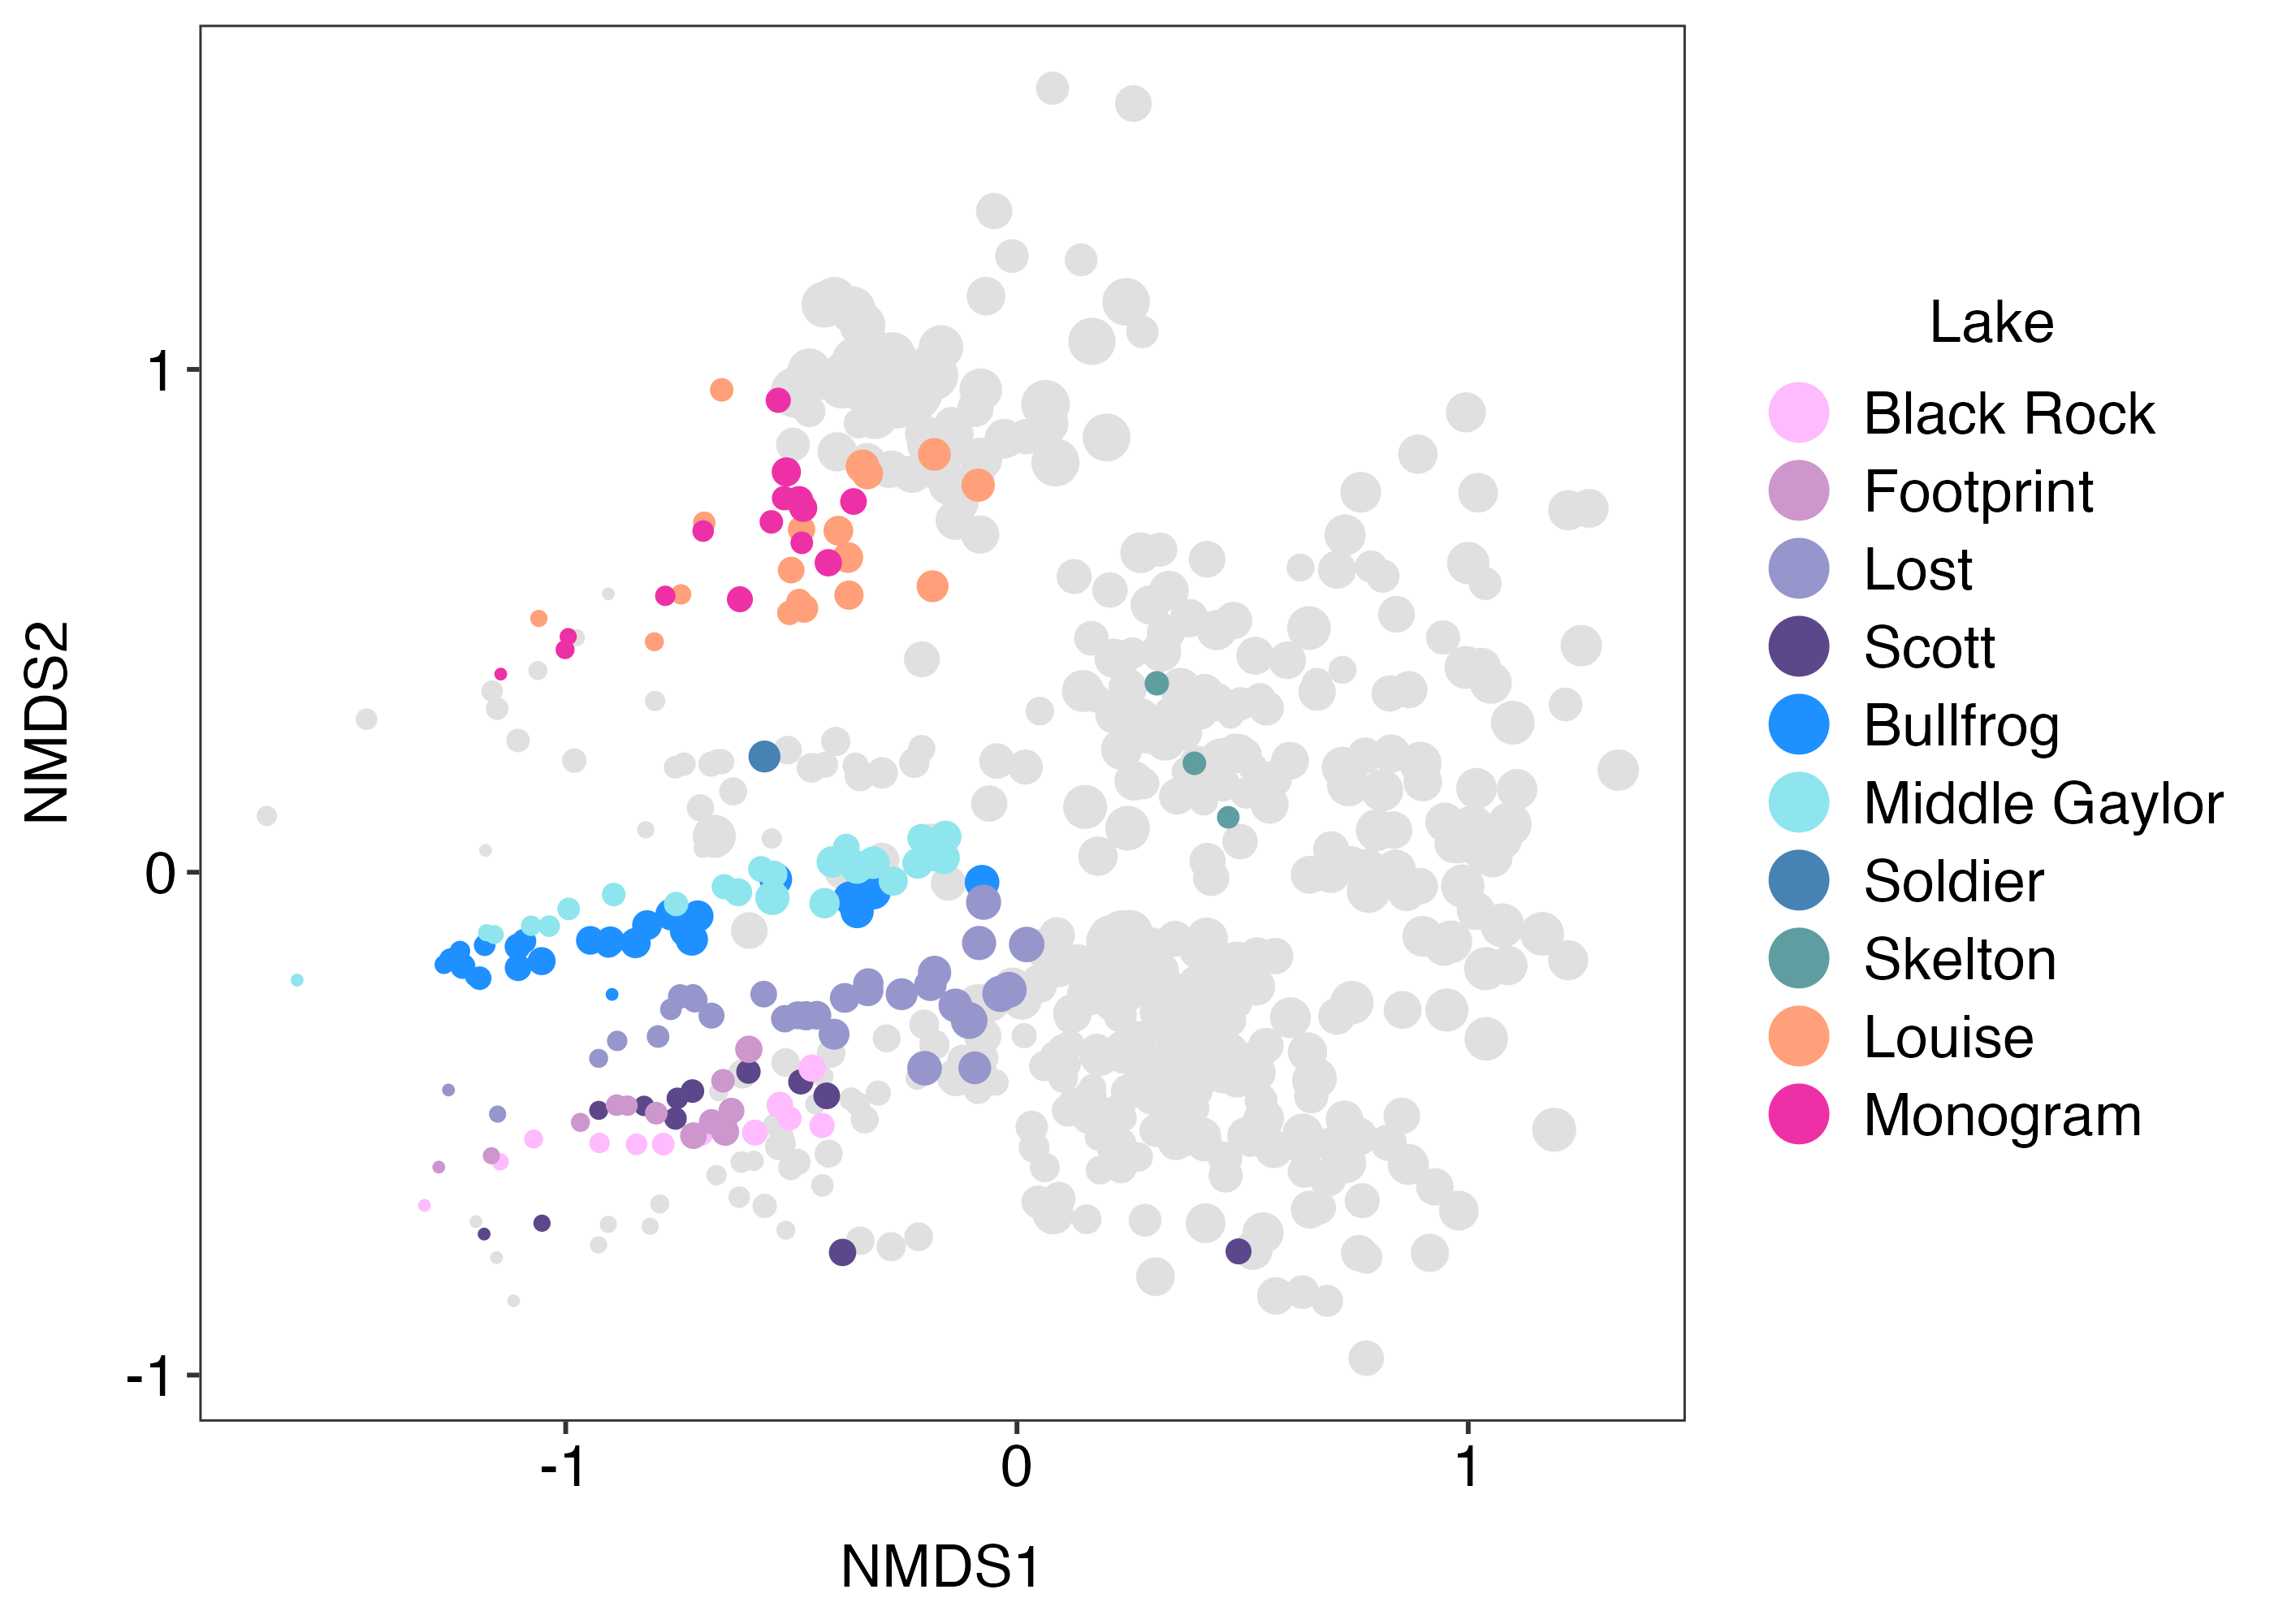 NMDS2
1
0
-1
-1
0
1
NMDS1
Lake
Black Rock
Footprint
Lost
Scott
Bullfrog
Middle Gaylor
Soldier
Skelton
Louise
Monogram